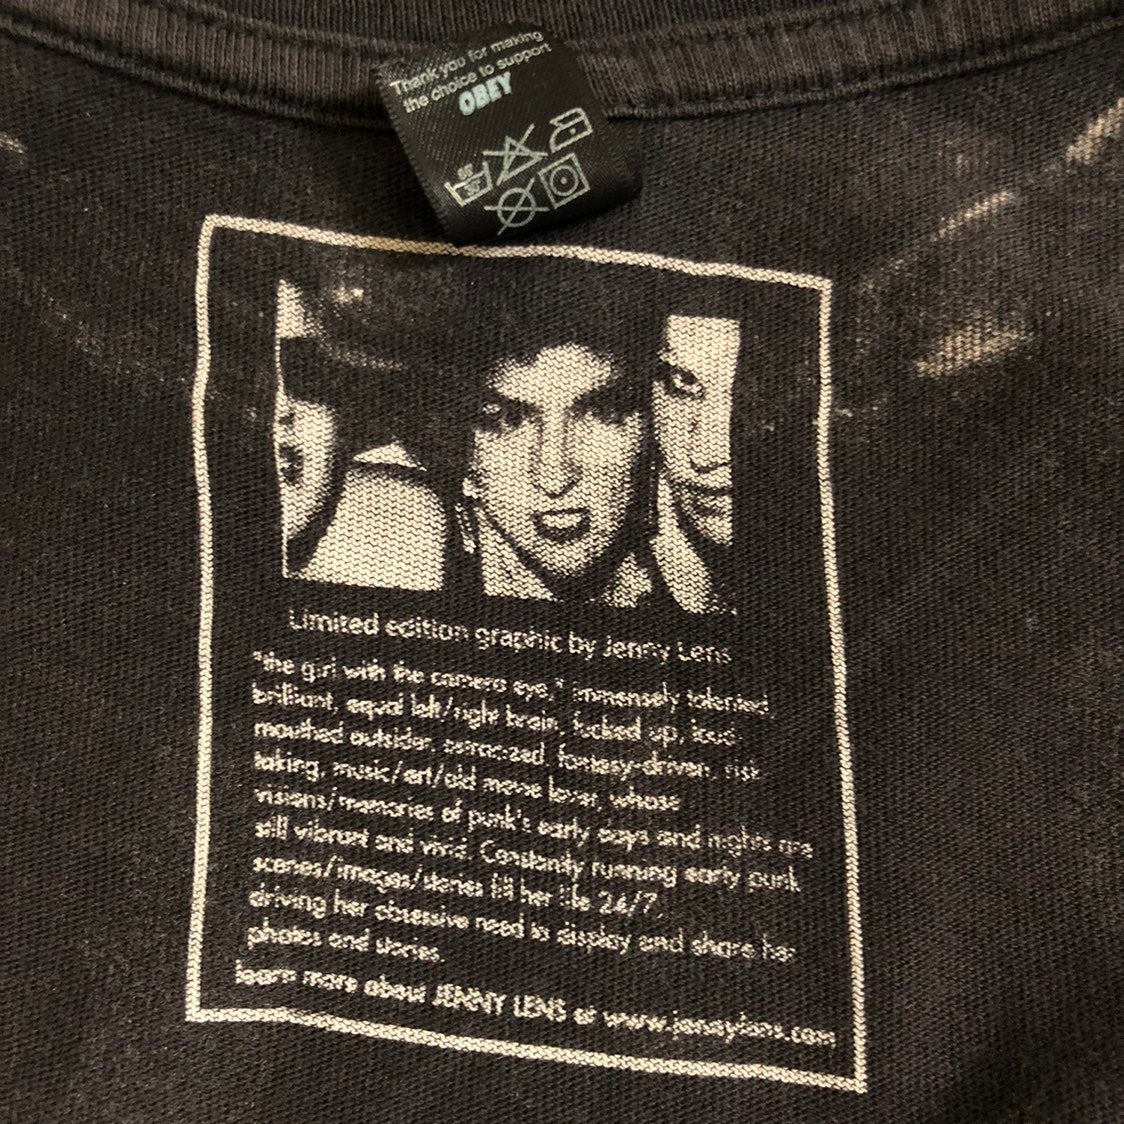 Thank you for making
the choice to support
OBEY
Limited edition graphic by Jenny Lens
"the girl with the camera eye," immensely talented,
brilliant, equal left/right brain, fucked up, loud
mouthed outsider, fantasy-driven, risk
taking, music/art/old movie lover, whose
visions/memories of punk's early days and nights are
still vibrant and vivid. Constantly running early punk
scenes/images/stories fill her life 24/7,
driving her obsessive need to display and share her
photos and stories.
learn more about JENNY LENS at www.jennylens.com